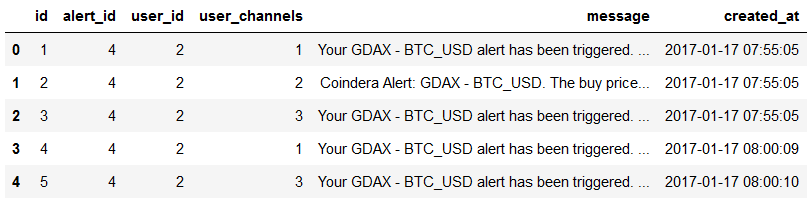 id alert_id user_id user_channels message created_at
0 1 4 2 1 Your GDAX - BTC_USD alert has been triggered. ... 2017-01-17 07:55:05
1 2 4 2 2 Coindera Alert: GDAX - BTC_USD. The buy price... 2017-01-17 07:55:05
2 3 4 2 3 Your GDAX - BTC_USD alert has been triggered. ... 2017-01-17 07:55:05
3 4 4 2 1 Your GDAX - BTC_USD alert has been triggered. ... 2017-01-17 08:00:09
4 5 4 2 3 Your GDAX - BTC_USD alert has been triggered. ... 2017-01-17 08:00:10